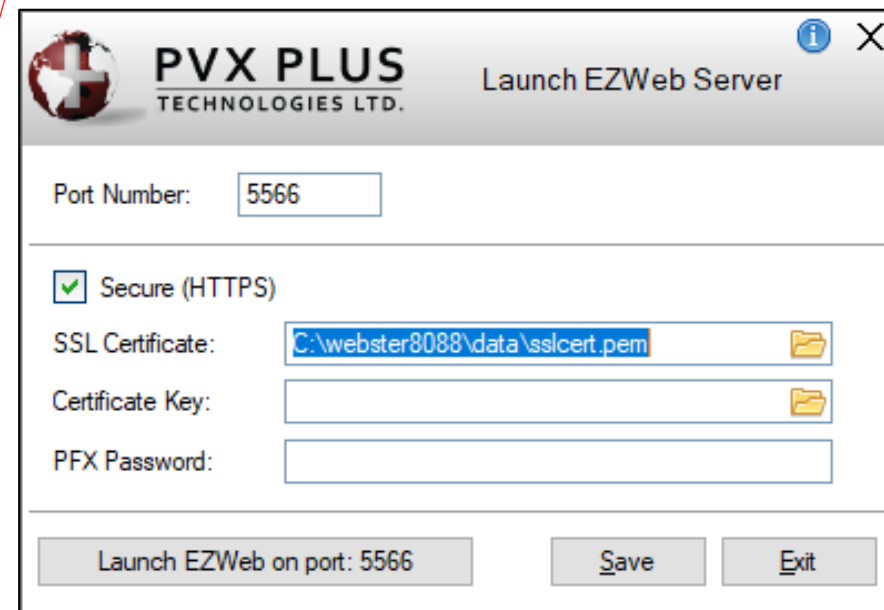 PVX PLUS
TECHNOLOGIES LTD.
Launch EZWeb Server
Port Number: 5566
Secure (HTTPS)
SSL Certificate: C:\webster8088\data\sslcert.pem
Certificate Key:
PFX Password:
Launch EZWeb on port: 5566 Save Exit